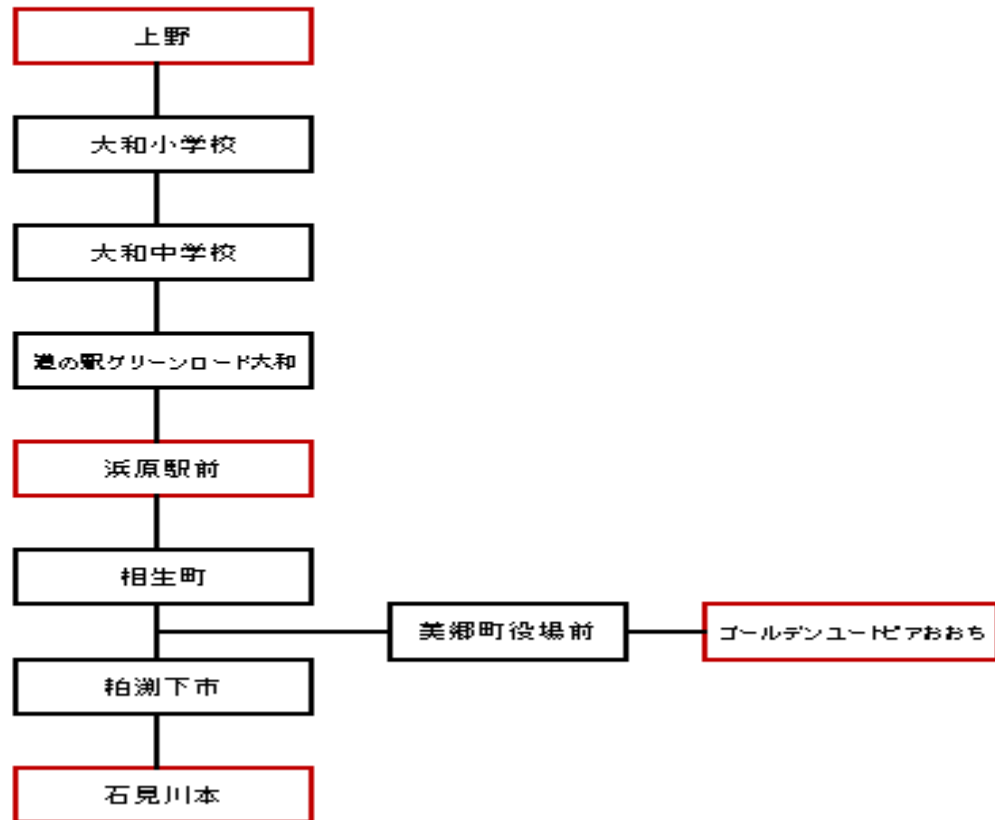 上野
大和小学校
大和中学校
道の駅グリーンロード大和
浜原駅前
相生町
美郷町役場前
ゴールデンユートピアおおち
粕渕下市
石見川本